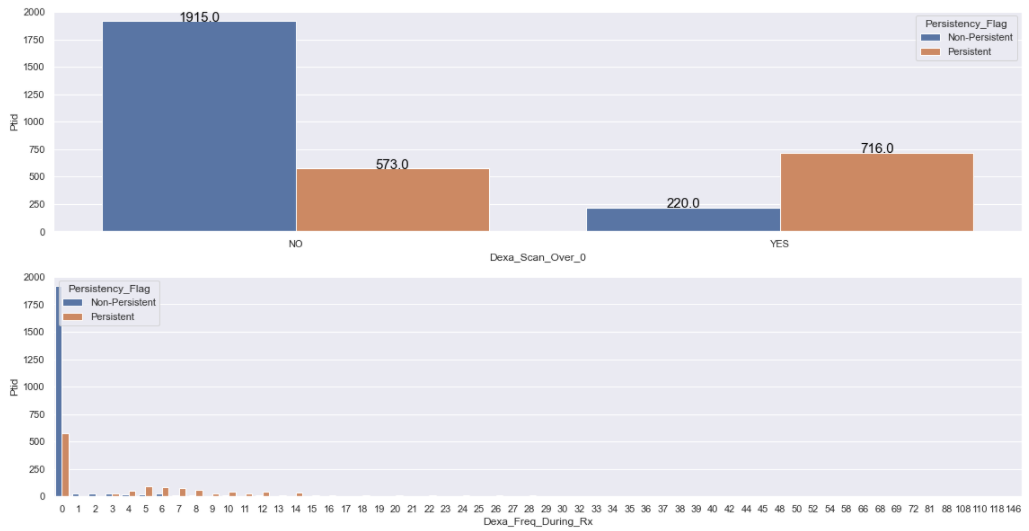 2000
1915.0
Persistency_Flag
Non-Persistent
Persistent
1750
1500
1250
Ptid
1000
750
716.0
573.0
500
250
220.0
0
NO YES
Dexa_Scan_Over_0
2000
Persistency_Flag
Non-Persistent
Persistent
1750
1500
1250
Ptid
1000
750
500
250
0
0 1 2 3 4 5 6 7 8 9 10 11 12 13 14 15 16 17 18 19 20 21 22 23 24 25 26 27 28 29 30 32 33 34 35 36 37 38 39 40 42 44 45 48 50 52 54 58 66 68 69 72 81 88 108 110 118 146
Dexa_Freq_During_Rx